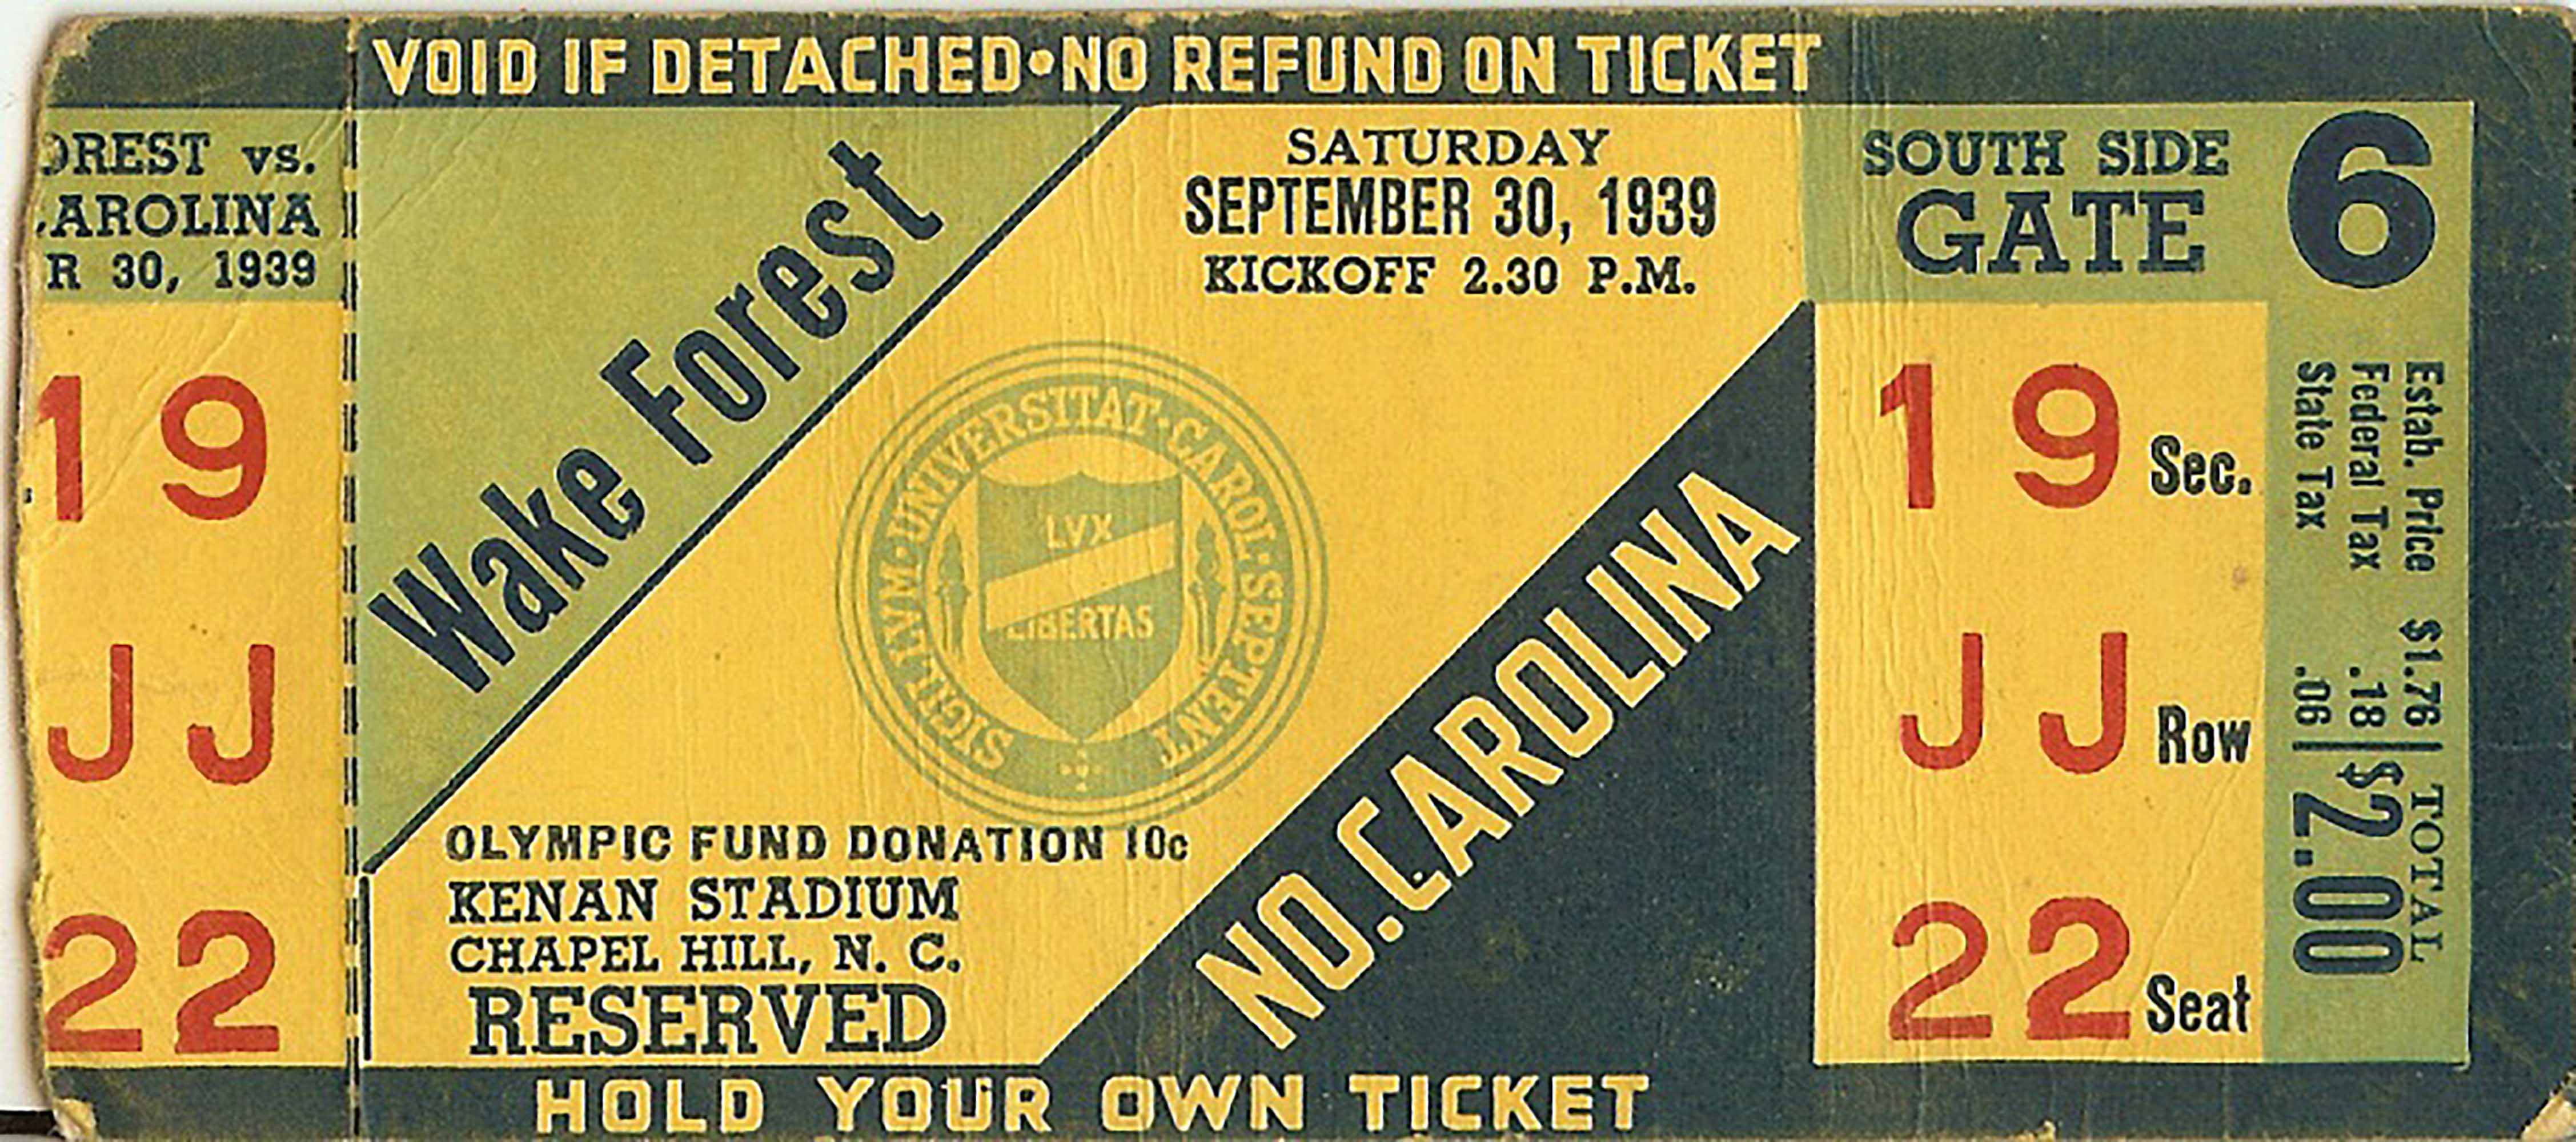 VOID IF DETACHED•NO REFUND ON TICKET
OREST vs.
CAROLINA
R 30, 1939
19
JJ
22
Wake Forest
SATURDAY
SEPTEMBER 30, 1939
KICKOFF 2.30 P.M.
SIGILLVM·UNIVERSITAT·CAROL·SEPTENT
LVX
LIBERTAS
NO. CAROLINA
OLYMPIC FUND DONATION 10c
KENAN STADIUM
CHAPEL HILL, N. C.
RESERVED
SOUTH SIDE
GATE
6
19 Sec.
JJ Row
22 Seat
Estab. Price $1.76
Federal Tax .18
State Tax .06
TOTAL
$2.00
HOLD YOUR OWN TICKET